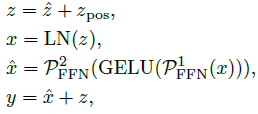 z = ẑ + z_pos,
x = LN(z),
x̂ = 𝒫²_FFN(GELU(𝒫¹_FFN(x))),
y = x̂ + z,